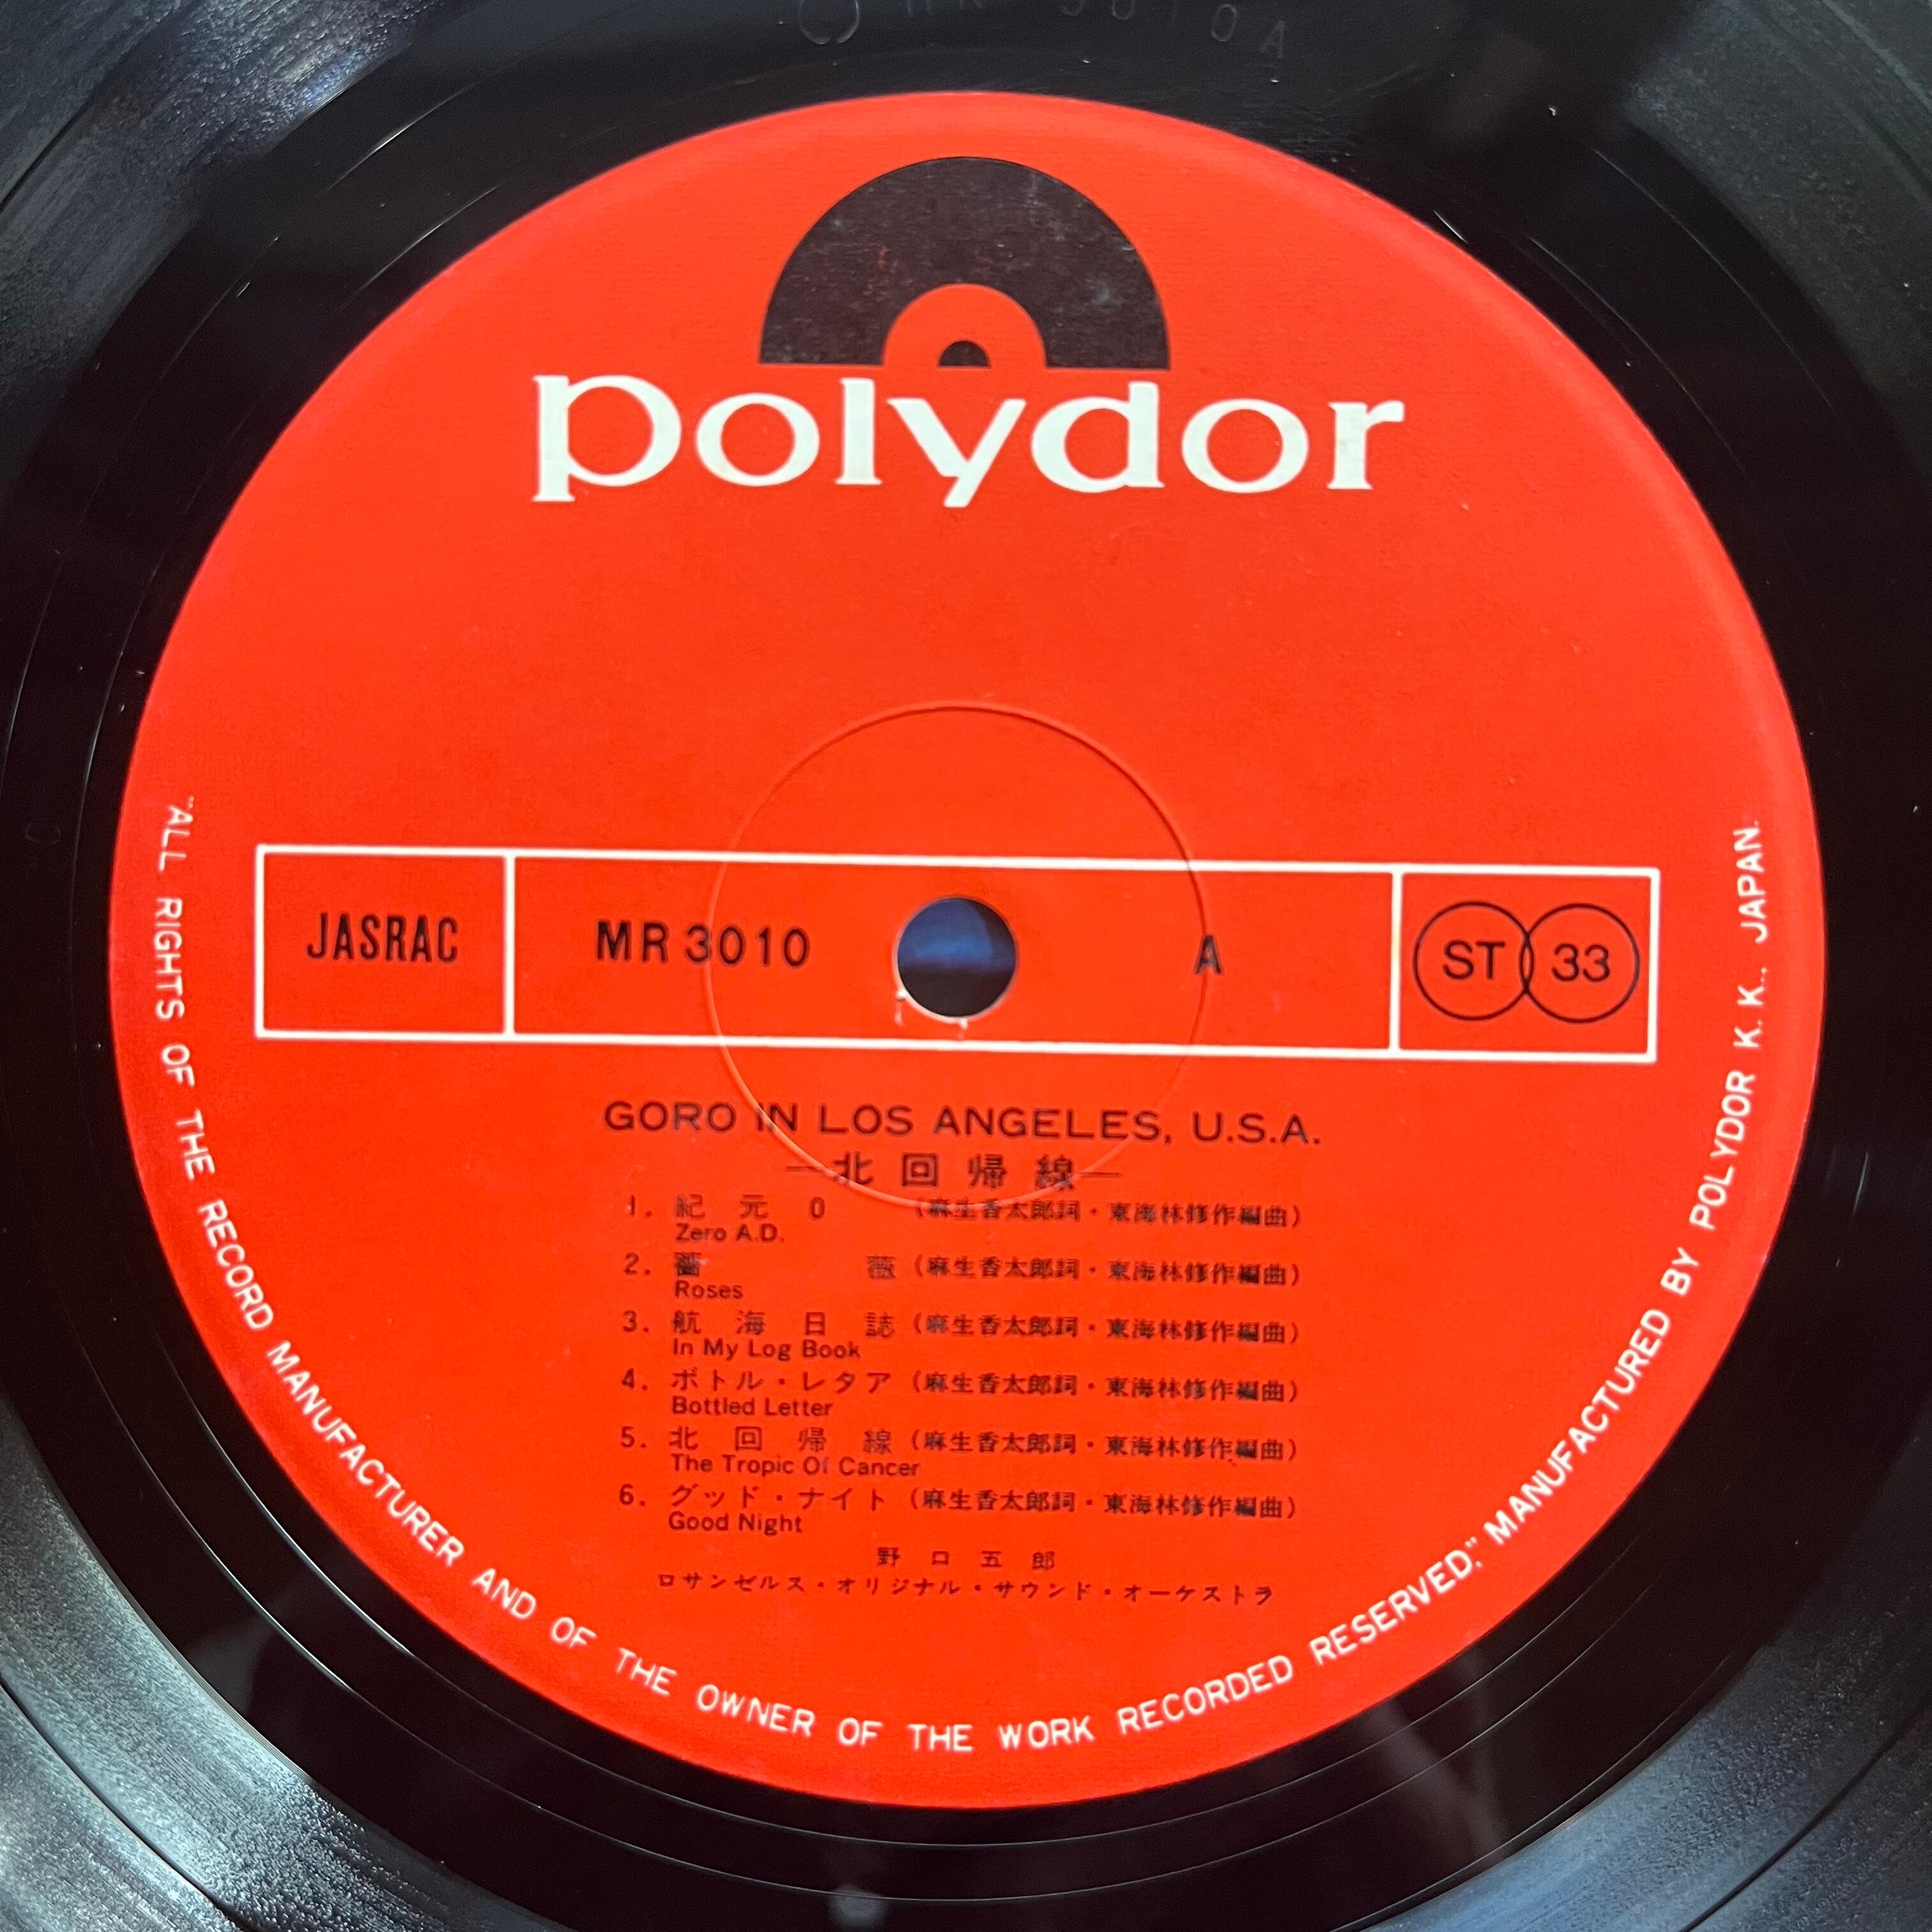 MR 3010 A
polydor
JASRAC
MR 3010
A
ST 33
GORO IN LOS ANGELES, U.S.A.
—北回帰線—
1. 紀元0 (麻生香太郎詞・東海林修作編曲)
Zero A.D.
2. 薔薇 (麻生香太郎詞・東海林修作編曲)
Roses
3. 航海日誌 (麻生香太郎詞・東海林修作編曲)
In My Log Book
4. ボトル・レタア (麻生香太郎詞・東海林修作編曲)
Bottled Letter
5. 北回帰線 (麻生香太郎詞・東海林修作編曲)
The Tropic Of Cancer
6. グッド・ナイト (麻生香太郎詞・東海林修作編曲)
Good Night
野口五郎
ロサンゼルス・オリジナル・サウンド・オーケストラ
"ALL RIGHTS OF THE RECORD MANUFACTURER AND OF THE OWNER OF THE WORK RECORDED RESERVED." MANUFACTURED BY POLYDOR K. K., JAPAN.